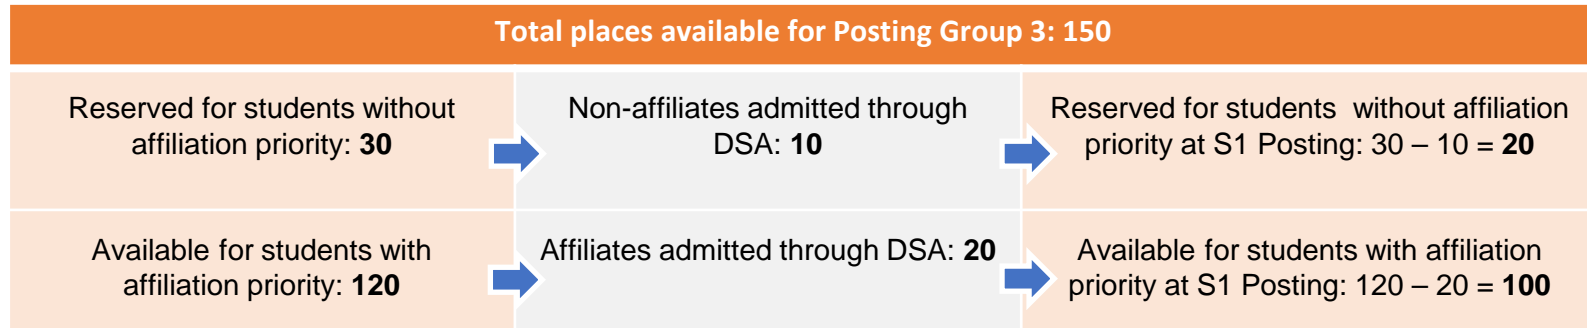 Total places available for Posting Group 3: 150
Reserved for students without
affiliation priority: 30
Non-affiliates admitted through
DSA: 10
Reserved for students  without affiliation
priority at S1 Posting: 30 – 10 = 20
Available for students with
affiliation priority: 120
Affiliates admitted through DSA: 20
Available for students with affiliation
priority at S1 Posting: 120 – 20 = 100